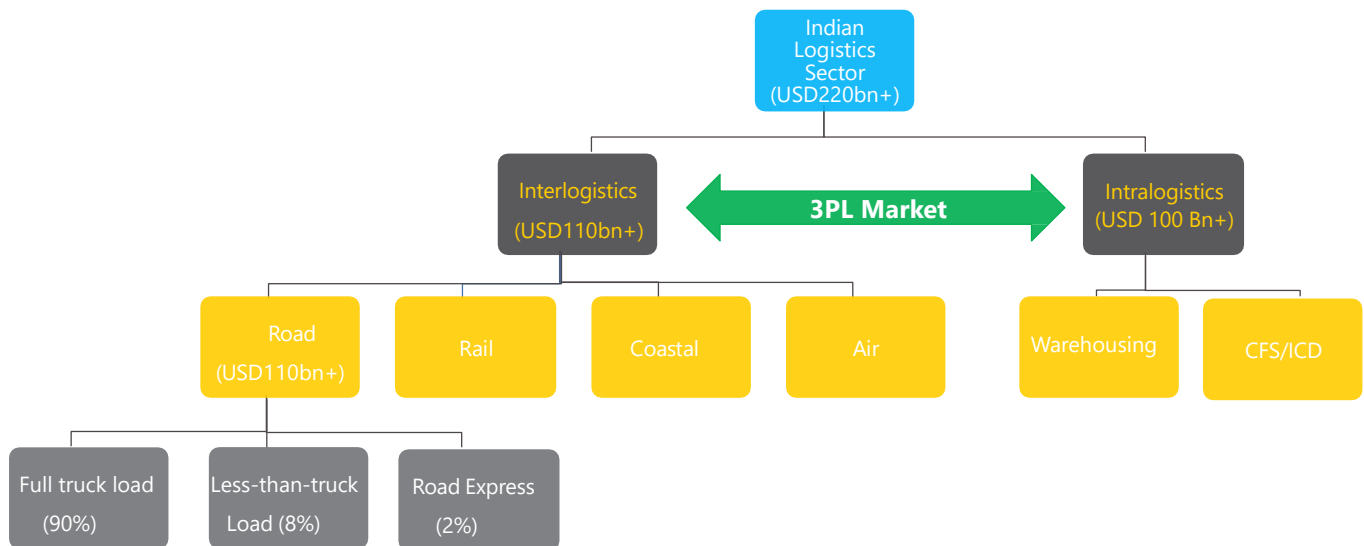 Indian
Logistics
Sector
(USD220bn+)
Interlogistics
(USD110bn+)
3PL Market
Intralogistics
(USD 100 Bn+)
Road
(USD110bn+)
Rail
Coastal
Air
Warehousing
CFS/ICD
Full truck load
(90%)
Less-than-truck
Load (8%)
Road Express
(2%)